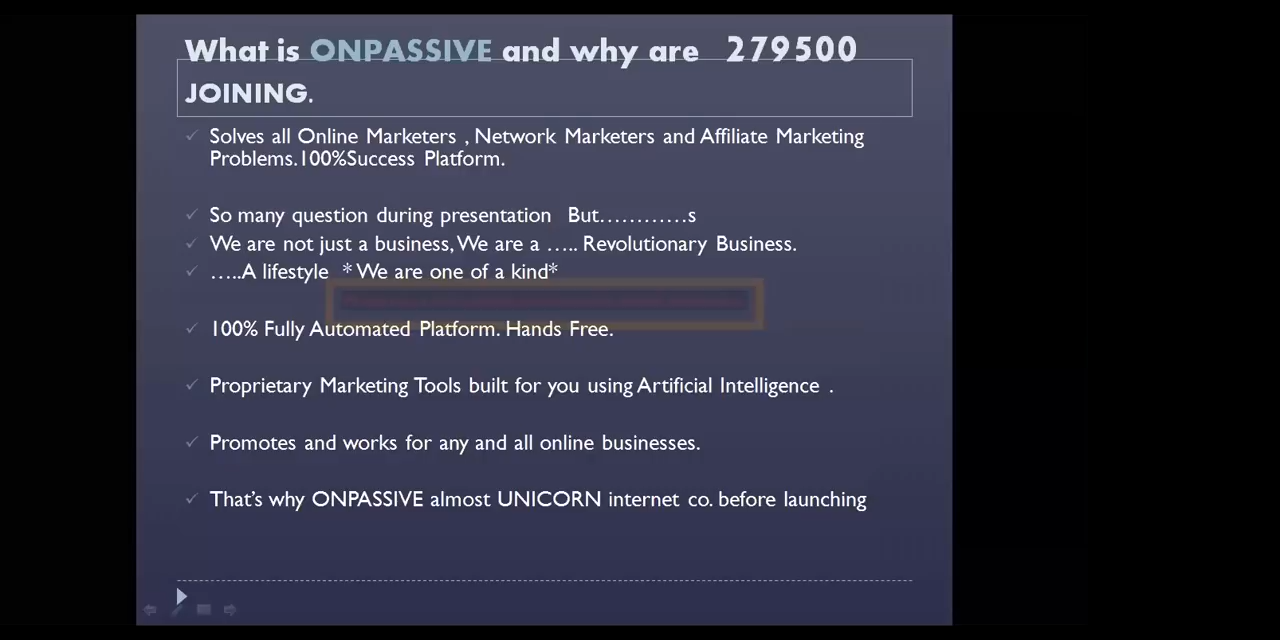 What is ONPASSIVE and why are 279500
JOINING.
Solves all Online Marketers , Network Marketers and Affiliate Marketing
Problems.100%Success Platform.
So many question during presentation But............s
We are not just a business, We are a ..... Revolutionary Business.
.....A lifestyle *We are one of a kind*
100% Fully Automated Platform. Hands Free.
Proprietary Marketing Tools built for you using Artificial Intelligence .
Promotes and works for any and all online businesses.
That's why ONPASSIVE almost UNICORN internet co. before launching